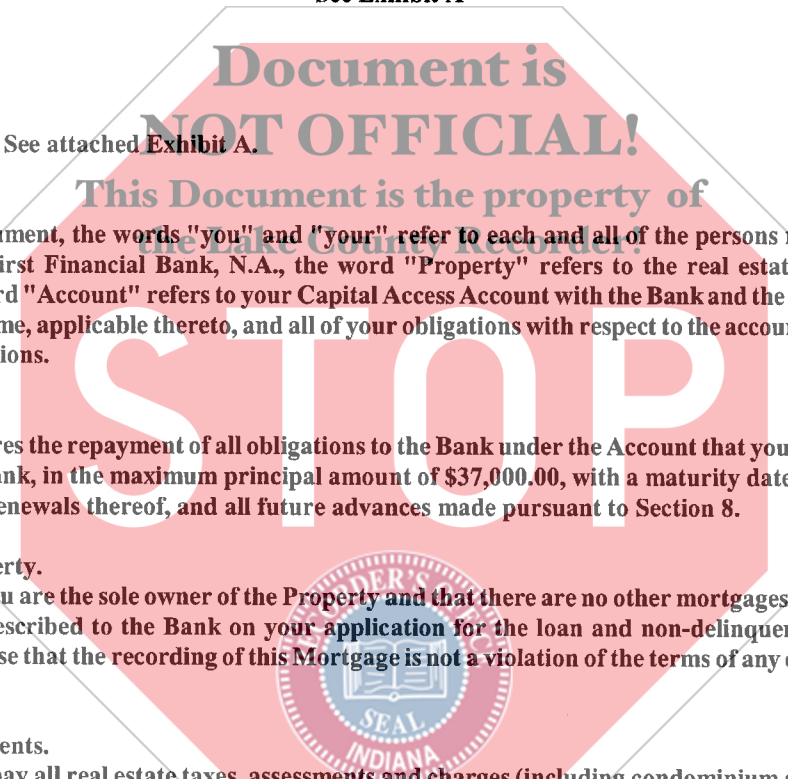 See Exhibit A
Document is
NOT OFFICIAL!
See attached Exhibit A.
This Document is the property of
the Lake County Recorder!
ument, the words "you" and "your" refer to each and all of the persons
irst Financial Bank, N.A., the word "Property" refers to the real estat
rd "Account" refers to your Capital Access Account with the Bank and the
me, applicable thereto, and all of your obligations with respect to the accou
ions.
STOP
res the repayment of all obligations to the Bank under the Account that you
ank, in the maximum principal amount of $37,000.00, with a maturity date
enewals thereof, and all future advances made pursuant to Section 8.
erty.
u are the sole owner of the Property and that there are no other mortgages
escribed to the Bank on your application for the loan and non-delinquen
se that the recording of this Mortgage is not a violation of the terms of any
SEAL
INDIANA
ents.
pay all real estate taxes, assessments and charges (including condominium